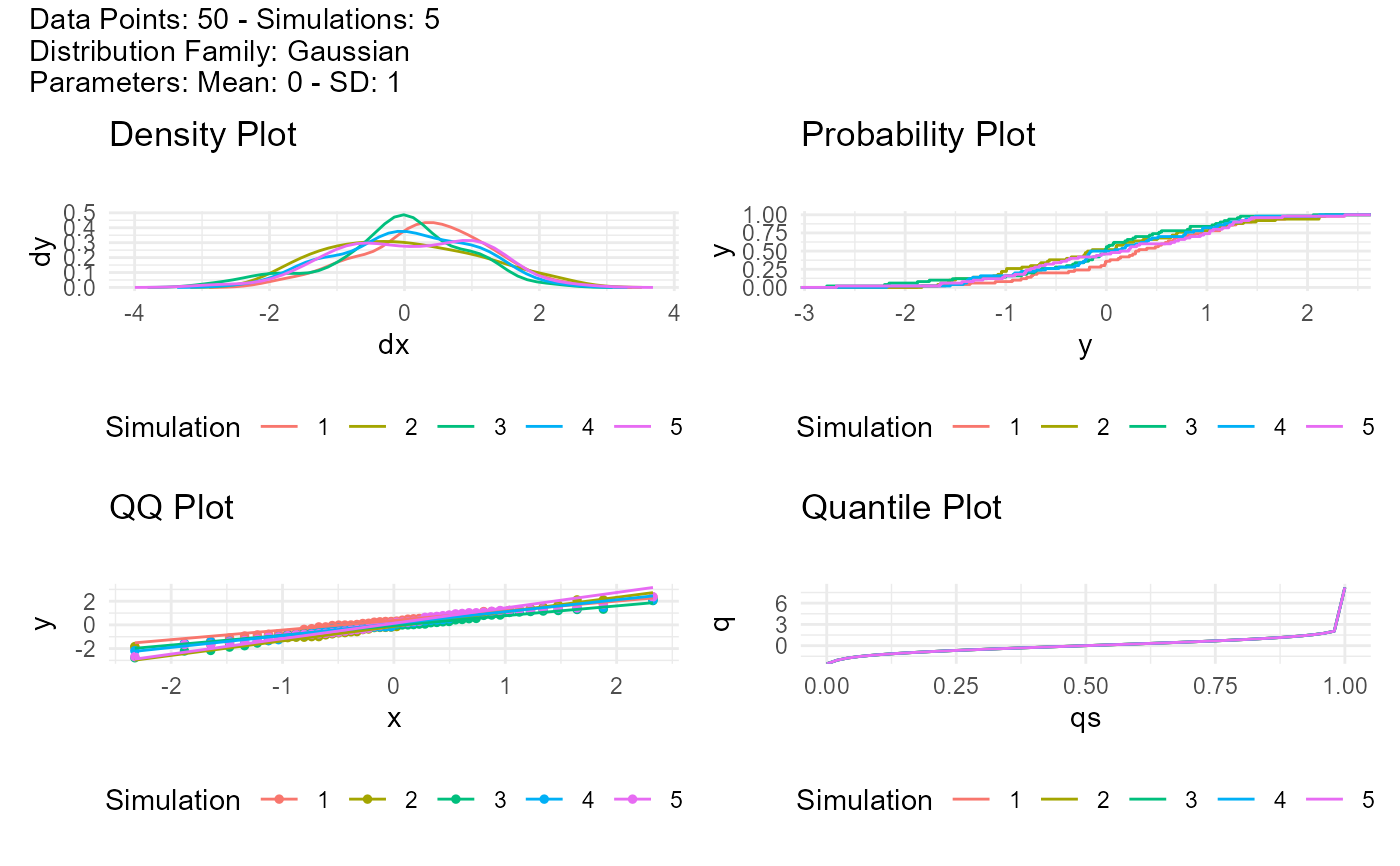 Data Points: 50 - Simulations: 5
Distribution Family: Gaussian
Parameters: Mean: 0 - SD: 1
Density Plot
0.5
0.4
0.3
0.2
0.1
0.0
dy
-4 -2 0 2 4
dx
Simulation 1 2 3 4 5
Probability Plot
1.00
0.75
0.50
0.25
0.00
y
-3 -2 -1 0 1 2
y
Simulation 1 2 3 4 5
QQ Plot
2
0
-2
y
-2 -1 0 1 2
x
Simulation 1 2 3 4 5
Quantile Plot
6
3
0
q
0.00 0.25 0.50 0.75 1.00
qs
Simulation 1 2 3 4 5